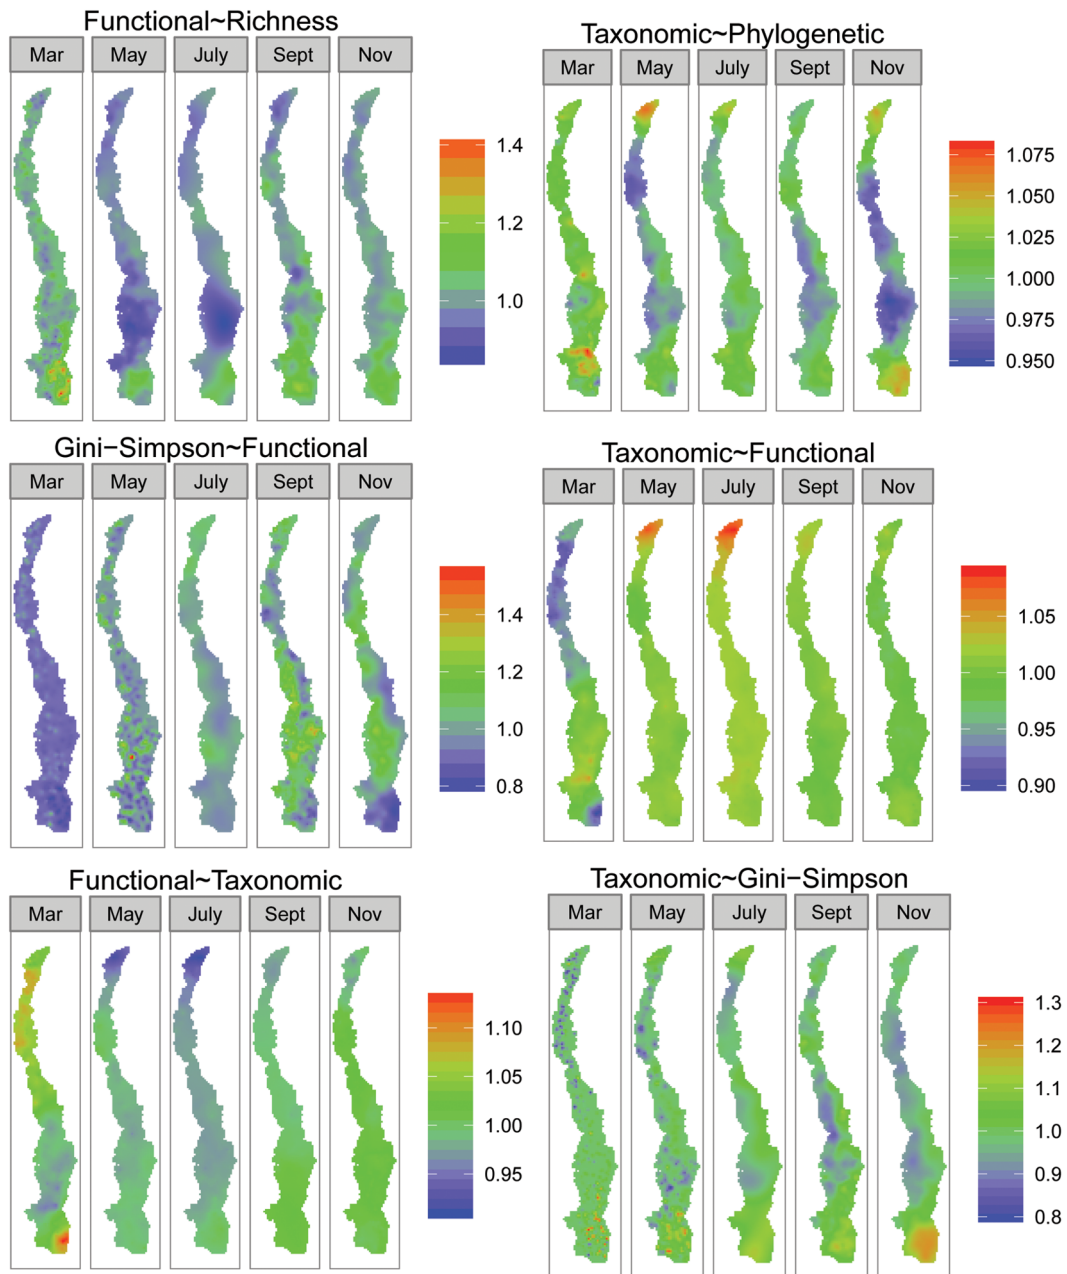 Functional~Richness
Mar May July Sept Nov
1.4
1.2
1.0
Taxonomic~Phylogenetic
Mar May July Sept Nov
1.075
1.050
1.025
1.000
0.975
0.950
Gini−Simpson~Functional
Mar May July Sept Nov
1.4
1.2
1.0
0.8
Taxonomic~Functional
Mar May July Sept Nov
1.05
1.00
0.95
0.90
Functional~Taxonomic
Mar May July Sept Nov
1.10
1.05
1.00
0.95
Taxonomic~Gini−Simpson
Mar May July Sept Nov
1.3
1.2
1.1
1.0
0.9
0.8